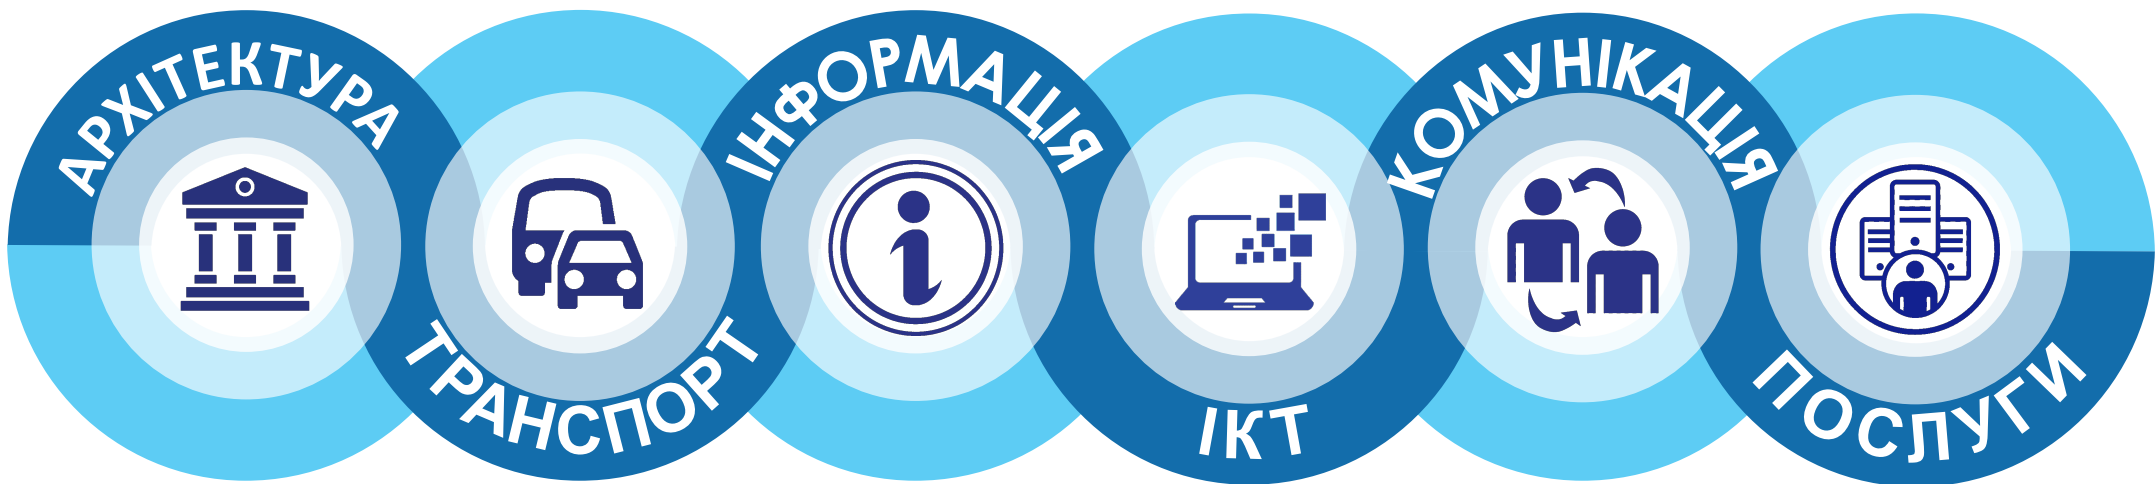 АРХІТЕКТУРА
ТРАНСПОРТ
ІНФОРМАЦІЯ
ІКТ
КОМУНІКАЦІЯ
ПОСЛУГИ